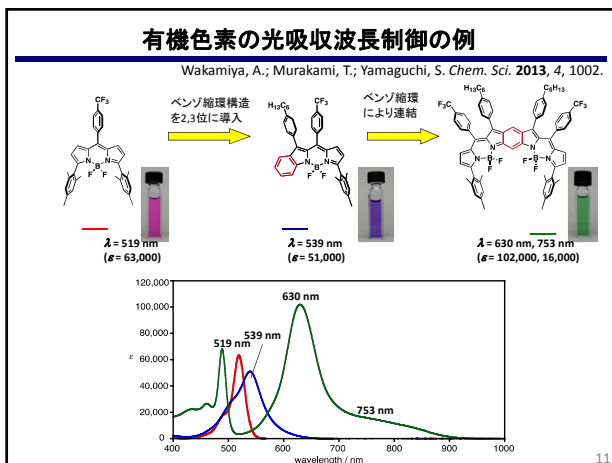 有機色素の光吸収波長制御の例
Wakamiya, A.; Murakami, T.; Yamaguchi, S. Chem. Sci. 2013, 4, 1002.
ベンゾ縮環構造
を2,3位に導入
ベンゾ縮環
により連結
CF3
N
N
B
F
F
H13C6
CF3
N
N
B
F
F
H13C6
C6H13
F3C
CF3
N
N
N
N
B
F
F
B
F
F
λ = 519 nm
(ε = 63,000)
λ = 539 nm
(ε = 51,000)
λ = 630 nm, 753 nm
(ε = 102,000, 16,000)
120,000
100,000
80,000
60,000
40,000
20,000
0
ε
519 nm
539 nm
630 nm
753 nm
400 500 600 700 800 900 1000
wavelength / nm
11